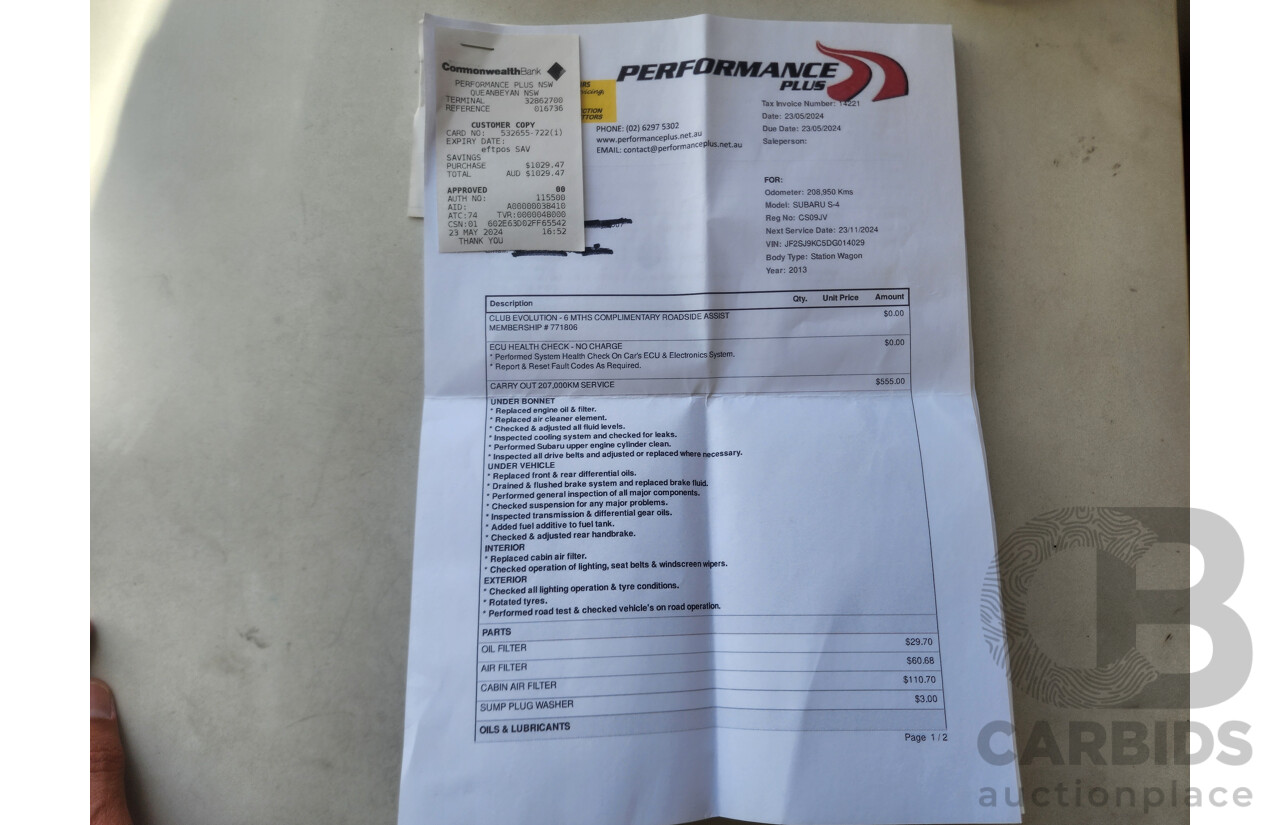 CommonwealthBank
PERFORMANCE PLUS NSW
QUEANBEYAN NSW
TERMINAL 32862700
REFERENCE 016736
CUSTOMER COPY
CARD NO: 532655-722(i)
EXPIRY DATE:
eftpos SAV
SAVINGS
PURCHASE $1029.47
TOTAL AUD $1029.47
APPROVED 00
AUTH NO: 115500
AID: A00000038410
ATC:74 TVR:0000048000
CSN:01 602E63D02FF65542
23 MAY 2024 16:52
THANK YOU
PERFORMANCE
PLUS
PHONE: (02) 6297 5302
www.performanceplus.net.au
EMAIL: contact@performanceplus.net.au
Tax Invoice Number: 14221
Date: 23/05/2024
Due Date: 23/05/2024
Saleperson:
FOR:
Odometer: 208,950 Kms
Model: SUBARU S-4
Reg No: CS09JV
Next Service Date: 23/11/2024
VIN: JF2SJ9KC5DG014029
Body Type: Station Wagon
Year: 2013
Description Qty. Unit Price Amount
CLUB EVOLUTION - 6 MTHS COMPLIMENTARY ROADSIDE ASSIST $0.00
MEMBERSHIP # 771806
ECU HEALTH CHECK - NO CHARGE $0.00
* Performed System Health Check On Car's ECU & Electronics System.
* Report & Reset Fault Codes As Required.
CARRY OUT 207,000KM SERVICE $555.00
UNDER BONNET
* Replaced engine oil & filter.
* Replaced air cleaner element.
* Checked & adjusted all fluid levels.
* Inspected cooling system and checked for leaks.
* Performed Subaru upper engine cylinder clean.
* Inspected all drive belts and adjusted or replaced where necessary.
UNDER VEHICLE
* Replaced front & rear differential oils.
* Drained & flushed brake system and replaced brake fluid.
* Performed general inspection of all major components.
* Checked suspension for any major problems.
* Inspected transmission & differential gear oils.
* Added fuel additive to fuel tank.
* Checked & adjusted rear handbrake.
INTERIOR
* Replaced cabin air filter.
* Checked operation of lighting, seat belts & windscreen wipers.
EXTERIOR
* Checked all lighting operation & tyre conditions.
* Rotated tyres.
* Performed road test & checked vehicle's on road operation.
PARTS
OIL FILTER $29.70
AIR FILTER $60.68
CABIN AIR FILTER $110.70
SUMP PLUG WASHER $3.00
OILS & LUBRICANTS
Page 1 / 2
CB
CARBIDS
auctionplace